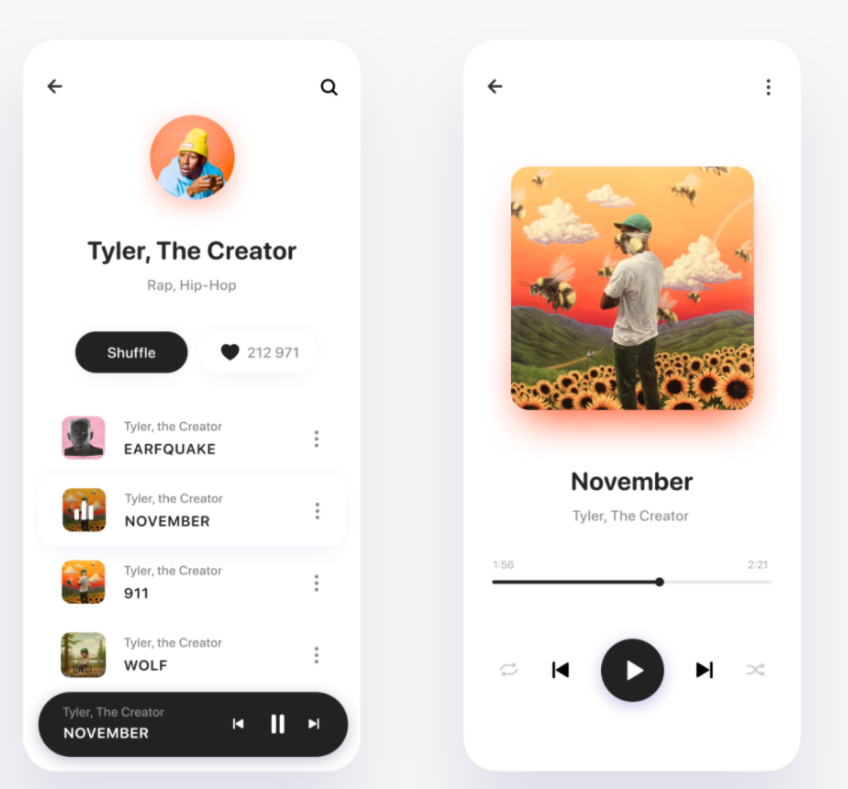 Tyler, The Creator
Rap, Hip-Hop
Shuffle
212 971
Tyler, the Creator
EARFQUAKE
Tyler, the Creator
NOVEMBER
Tyler, the Creator
911
Tyler, the Creator
WOLF
Tyler, The Creator
NOVEMBER
November
Tyler, The Creator
1:56 2:21